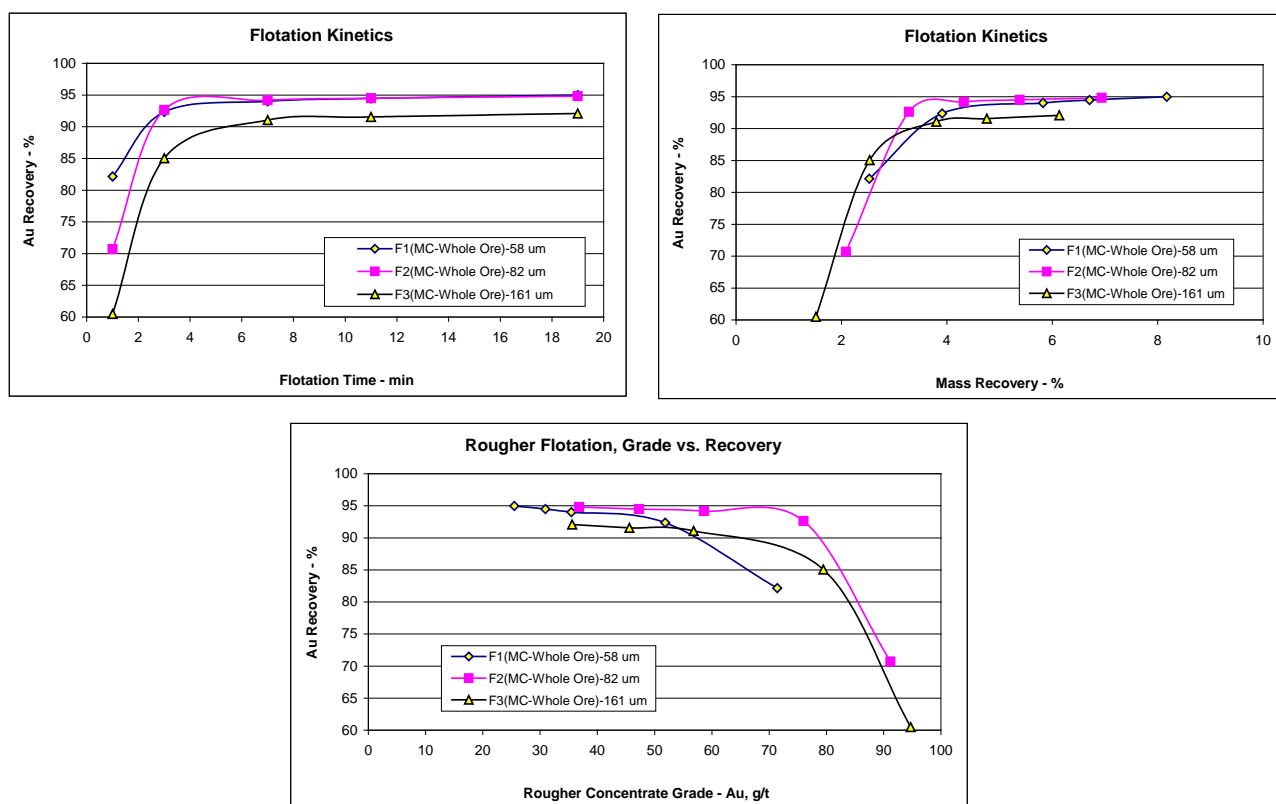 Flotation Kinetics
100
95
90
85
80
75
70
65
60
Au Recovery - %
F1(MC-Whole Ore)-58 um
F2(MC-Whole Ore)-82 um
F3(MC-Whole Ore)-161 um
0 2 4 6 8 10 12 14 16 18 20
Flotation Time - min
Flotation Kinetics
100
95
90
85
80
75
70
65
60
Au Recovery - %
F1(MC-Whole Ore)-58 um
F2(MC-Whole Ore)-82 um
F3(MC-Whole Ore)-161 um
0 2 4 6 8 10
Mass Recovery - %
Rougher Flotation, Grade vs. Recovery
100
95
90
85
80
75
70
65
60
Au Recovery - %
F1(MC-Whole Ore)-58 um
F2(MC-Whole Ore)-82 um
F3(MC-Whole Ore)-161 um
0 10 20 30 40 50 60 70 80 90 100
Rougher Concentrate Grade - Au, g/t